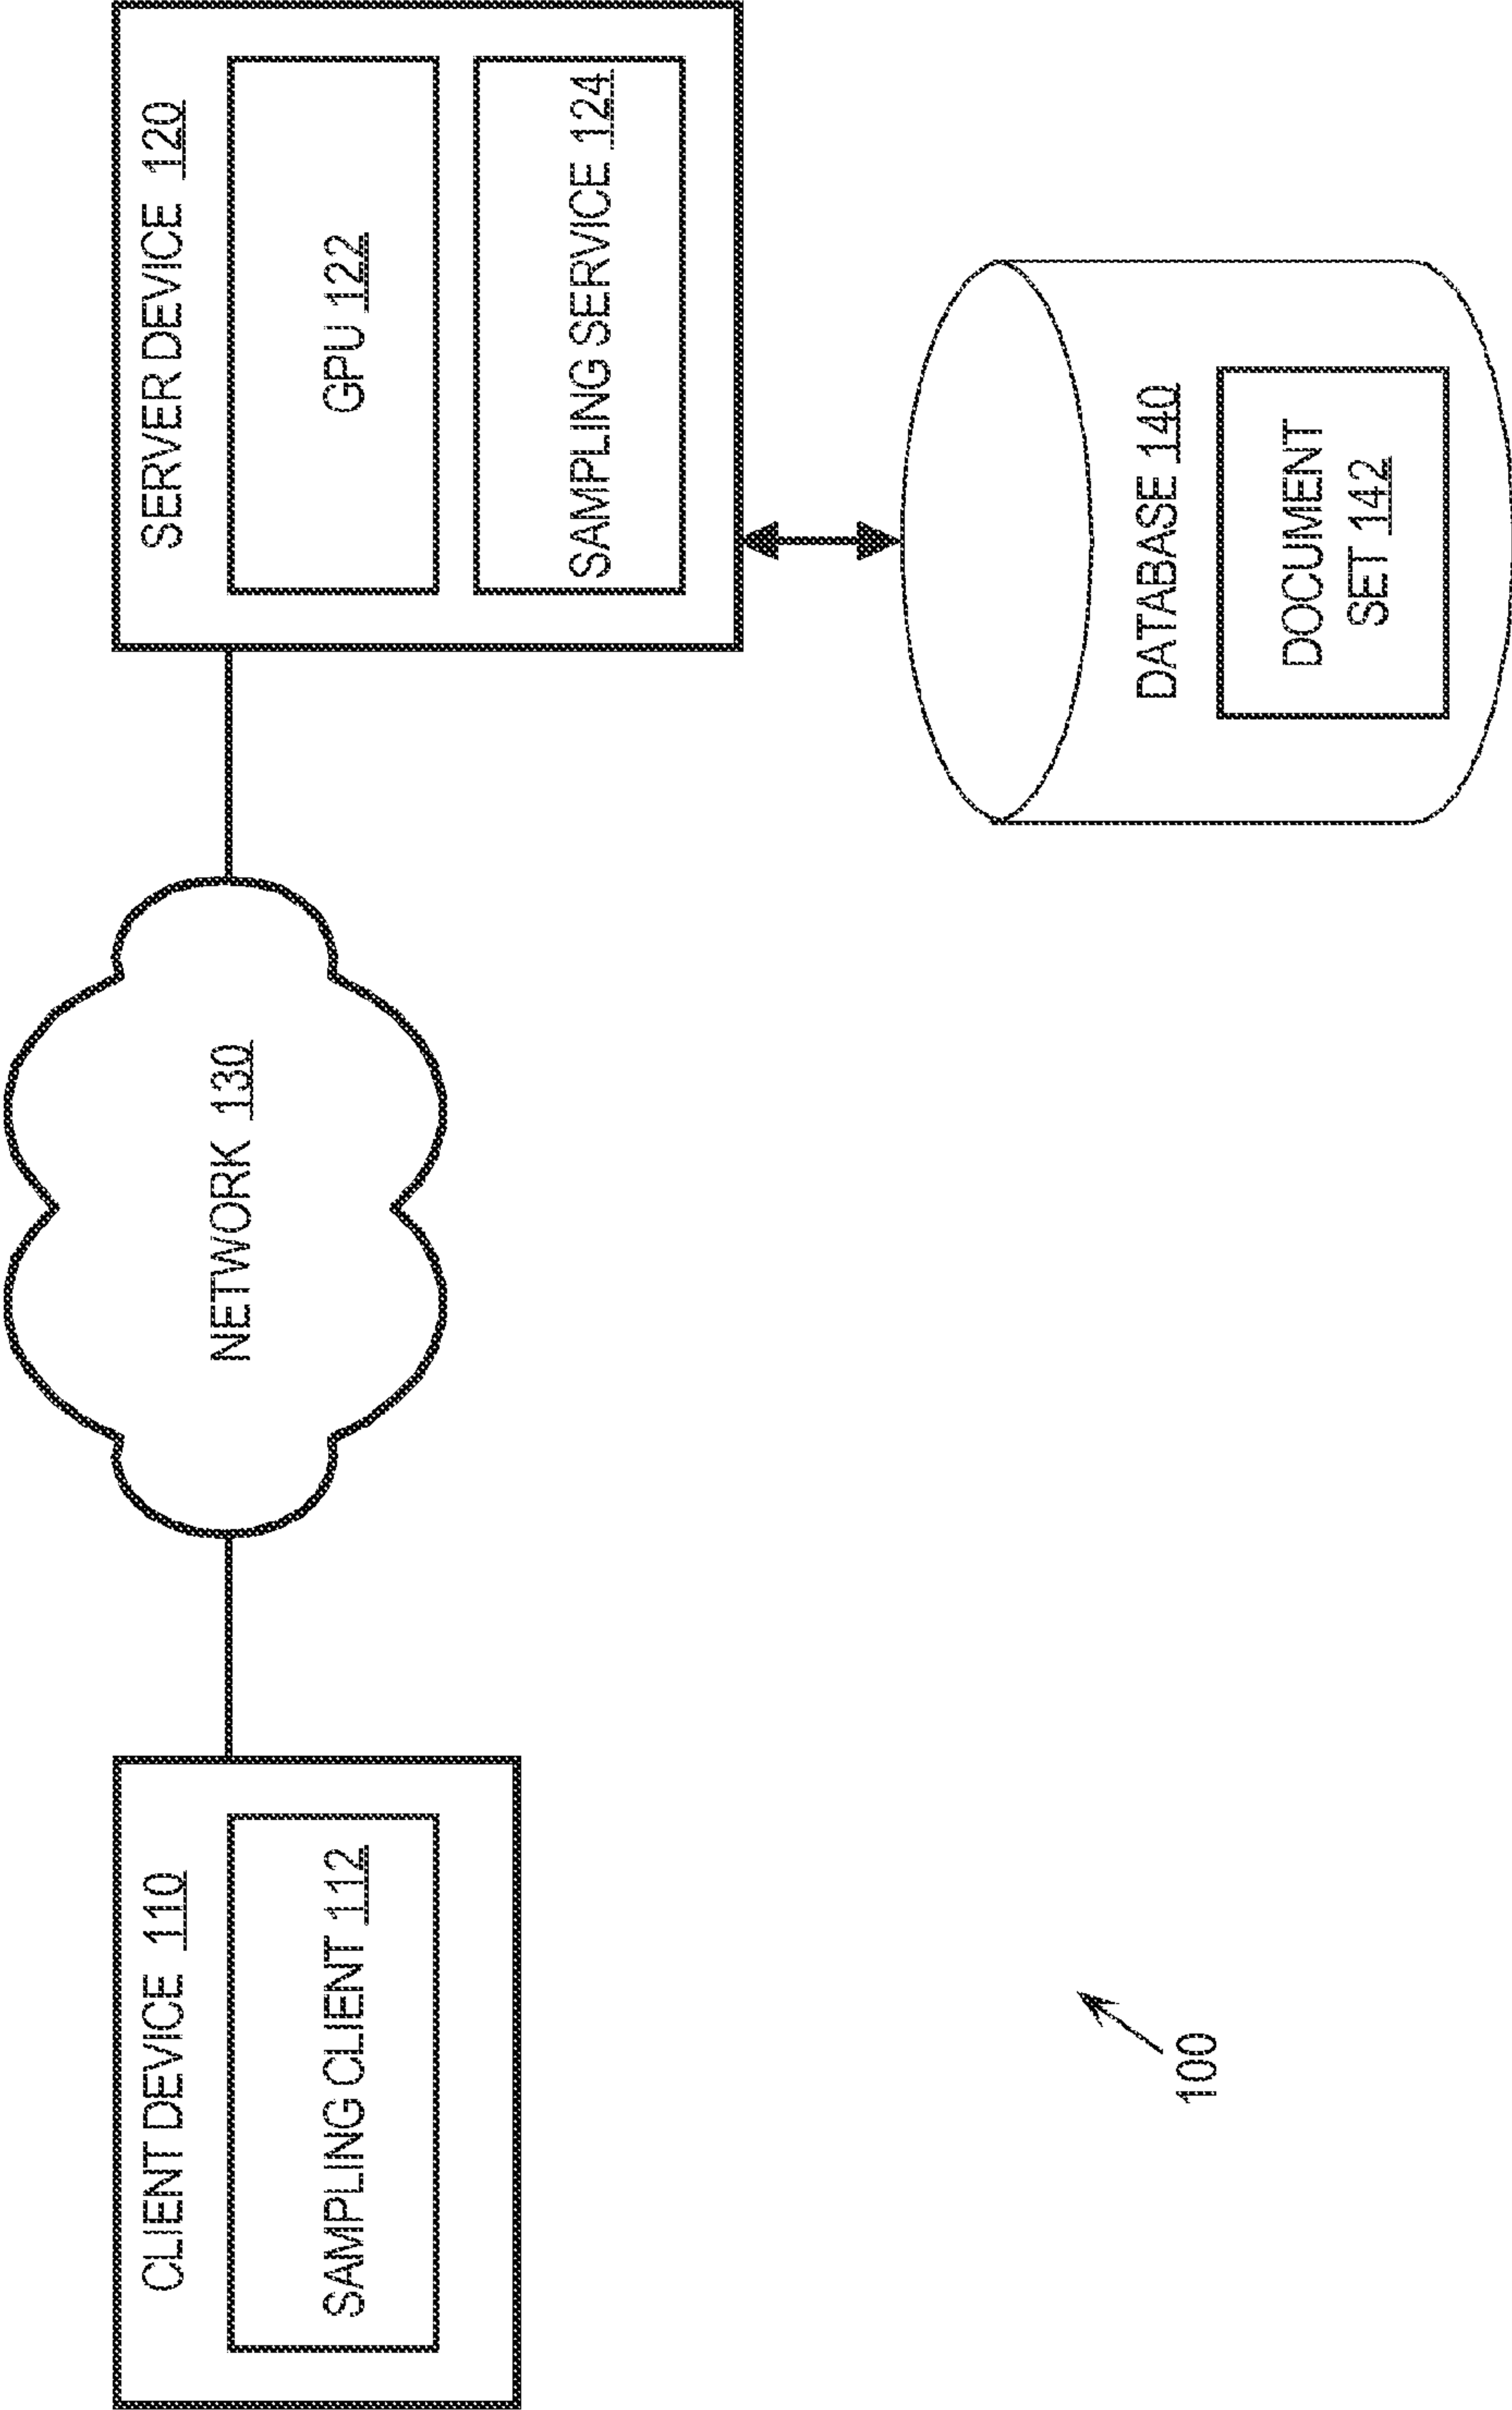 CLIENT DEVICE 110
SAMPLING CLIENT 112
NETWORK 130
SERVER DEVICE 120
GPU 122
SAMPLING SERVICE 124
DATABASE 140
DOCUMENT
SET 142
100